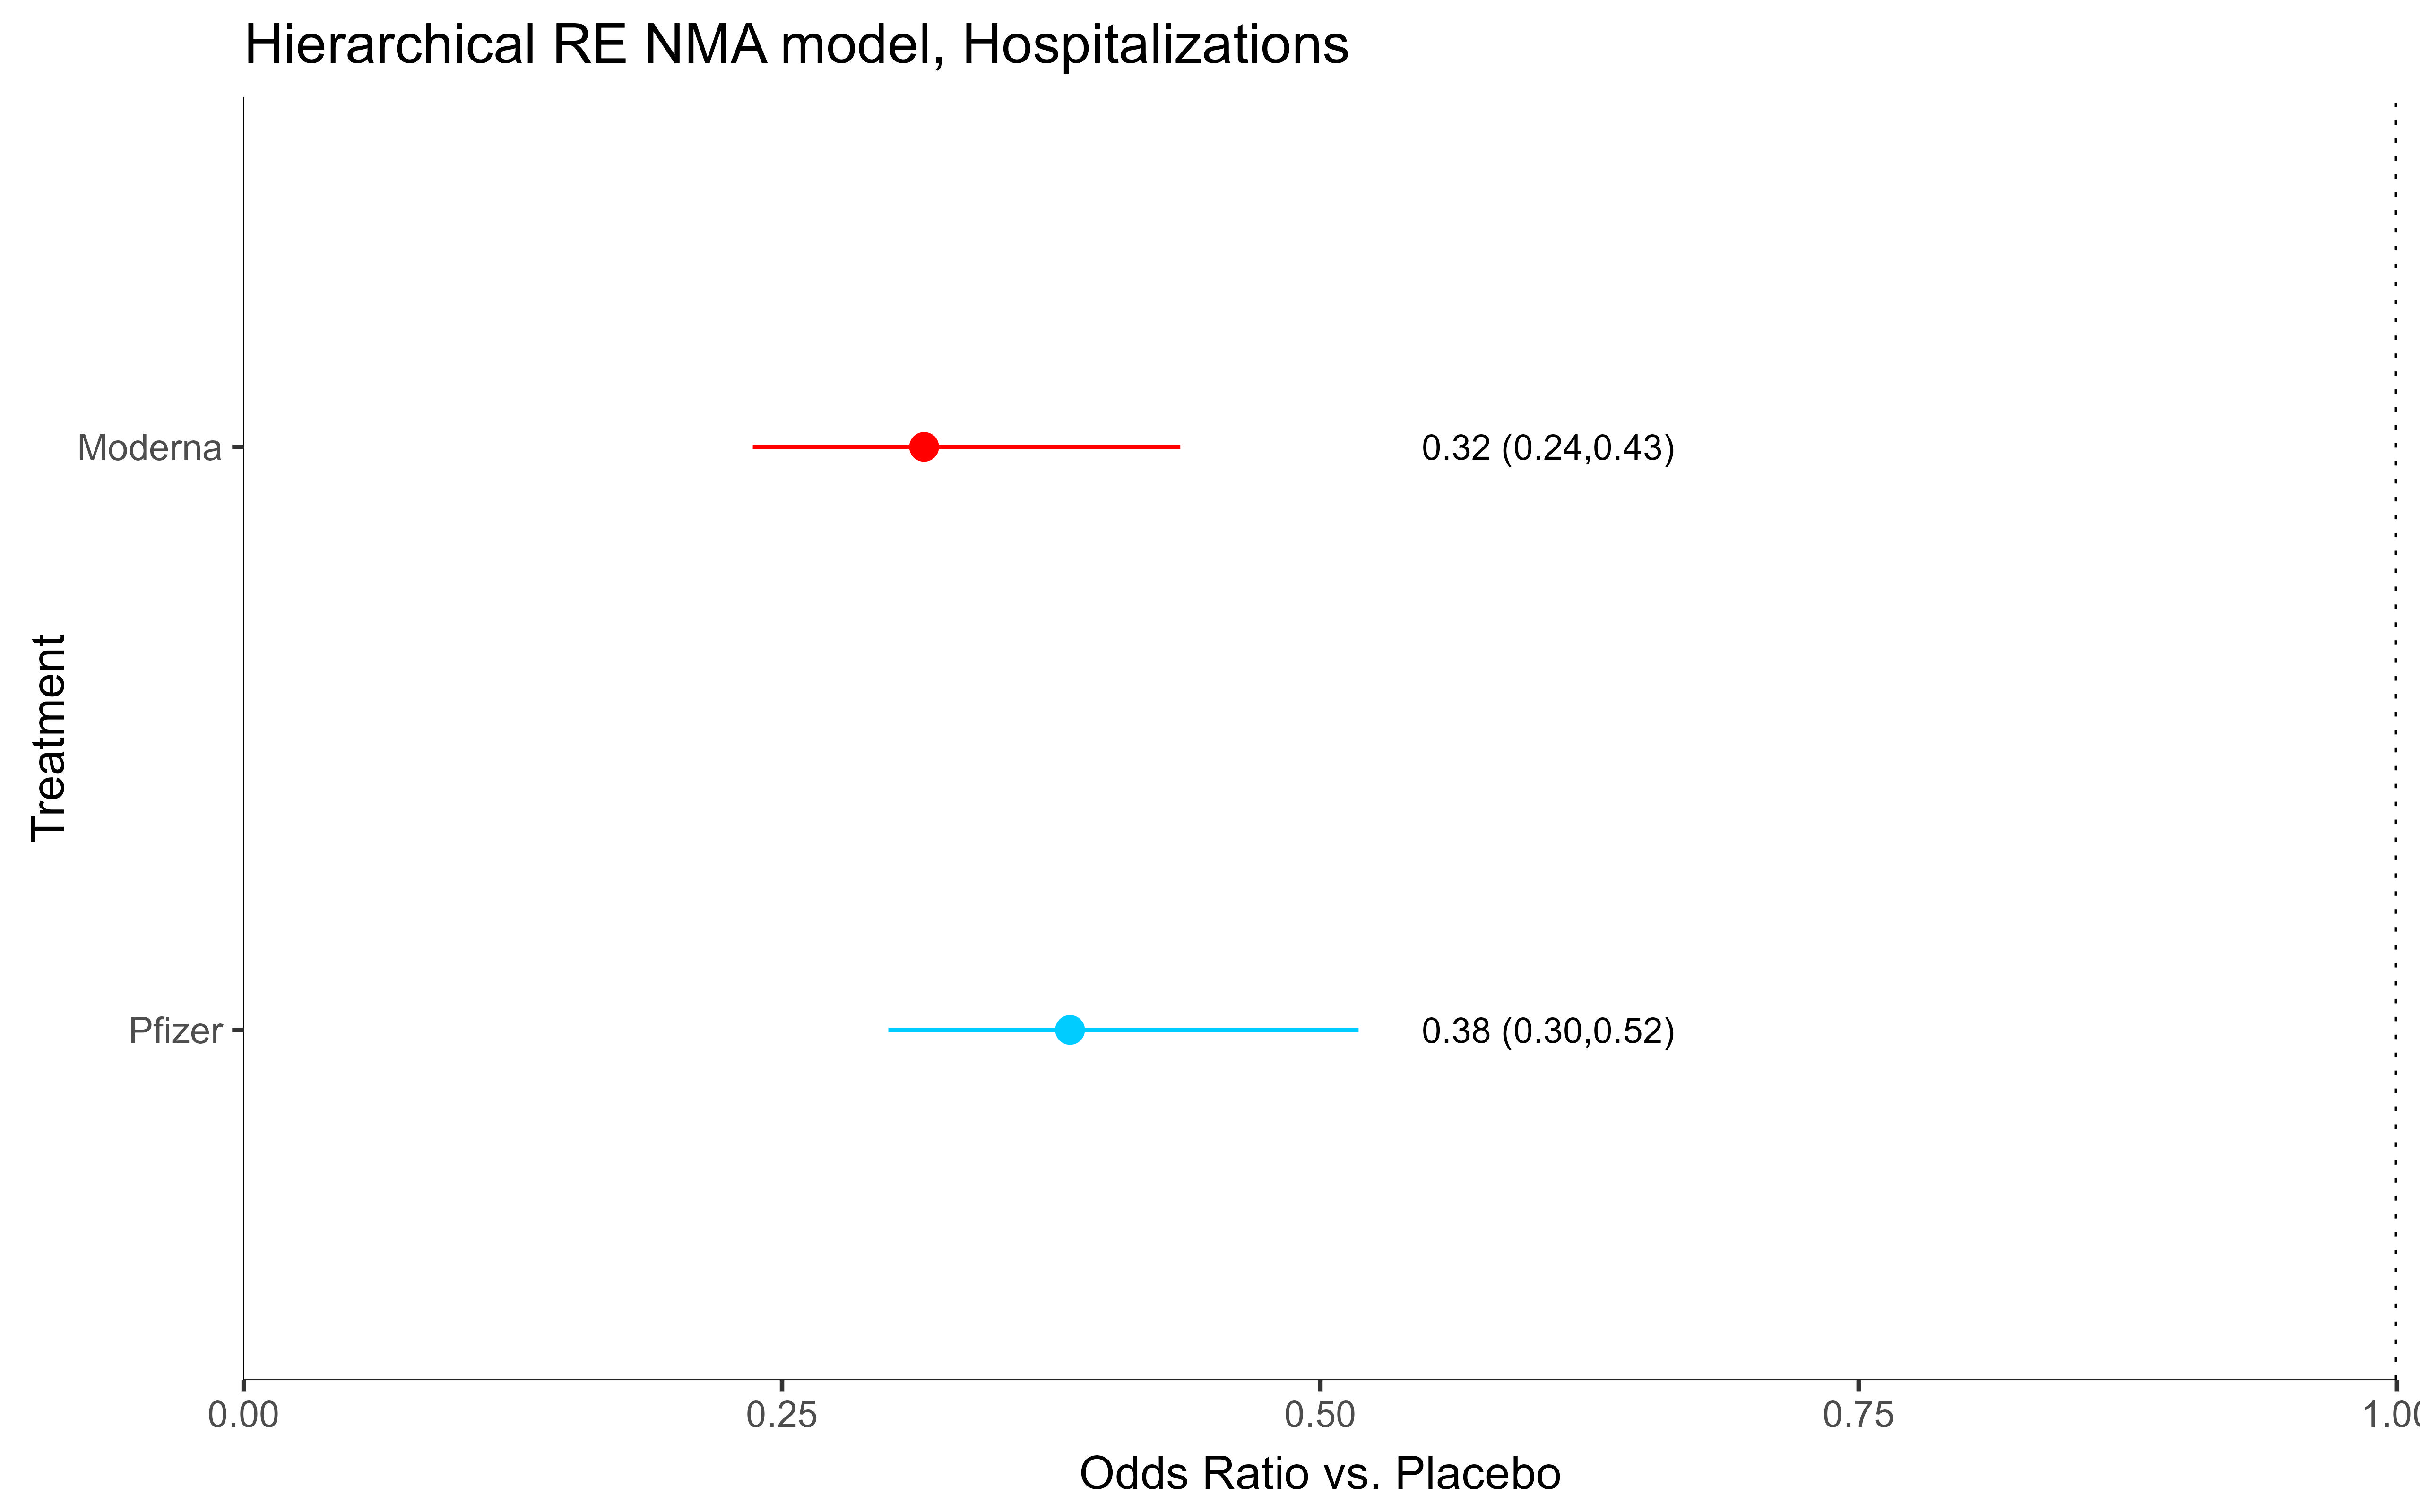 Hierarchical RE NMA model, Hospitalizations
Treatment
Moderna
0.32 (0.24,0.43)
Pfizer
0.38 (0.30,0.52)
0.00 0.25 0.50 0.75 1.00
Odds Ratio vs. Placebo